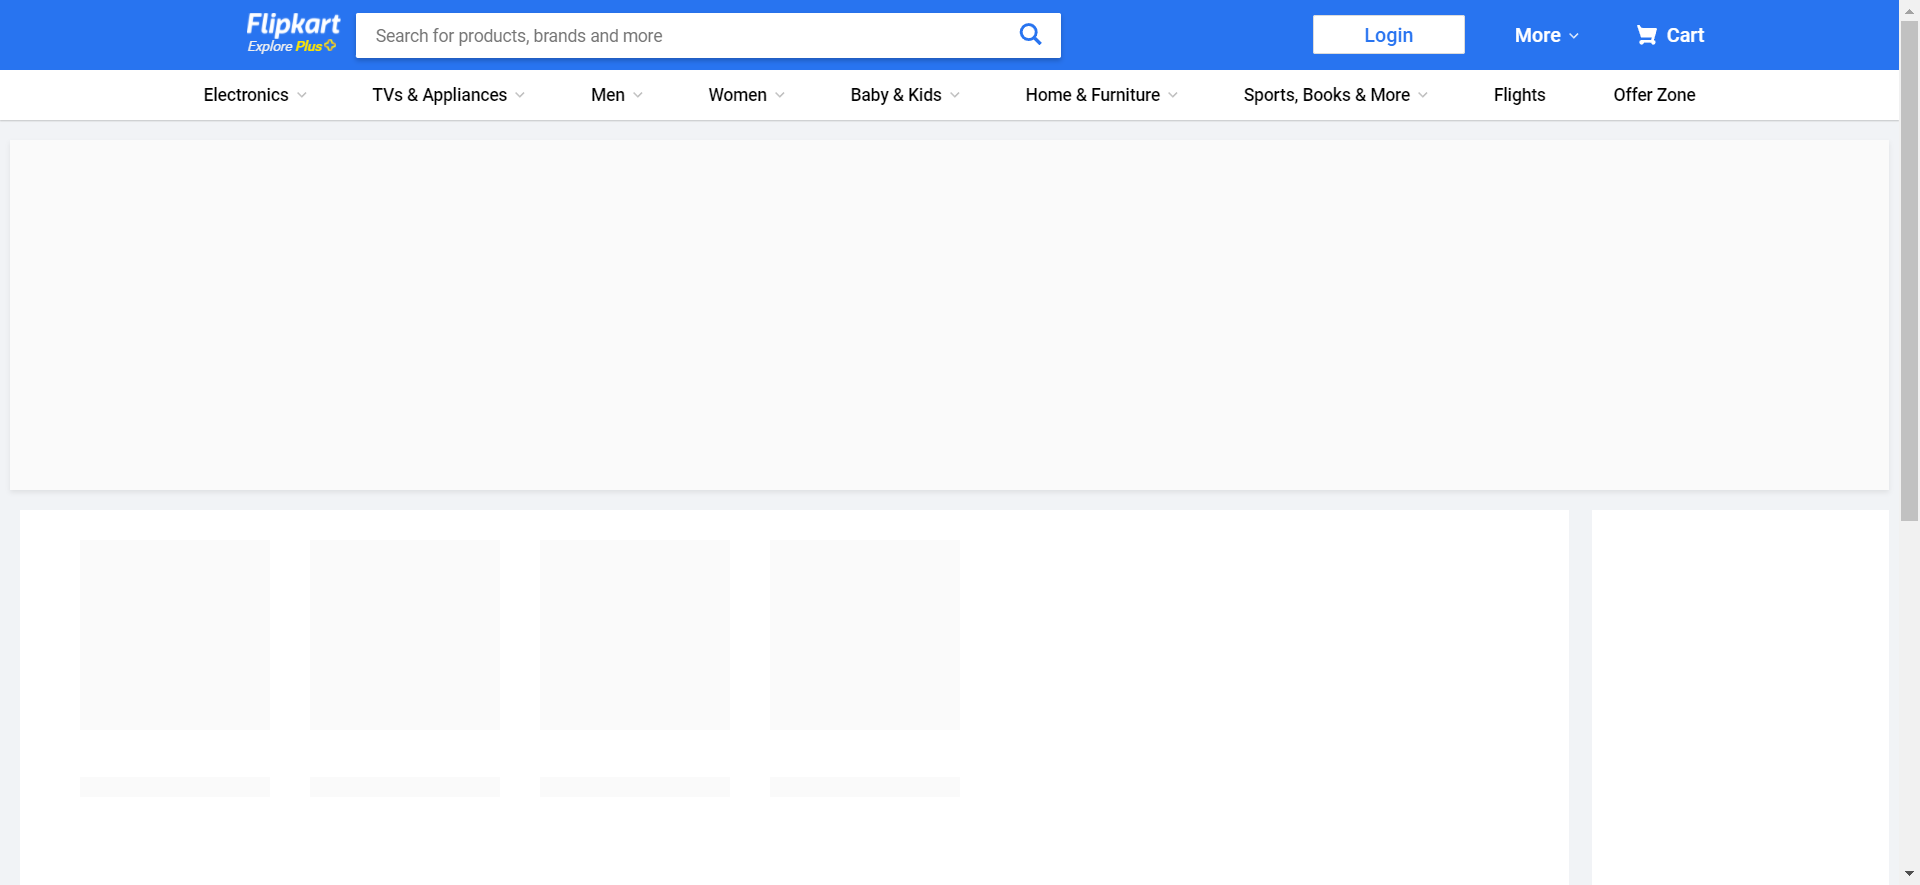 Flipkart
Explore Plus
Search for products, brands and more
Login
More
Cart
Electronics
TVs & Appliances
Men
Women
Baby & Kids
Home & Furniture
Sports, Books & More
Flights
Offer Zone